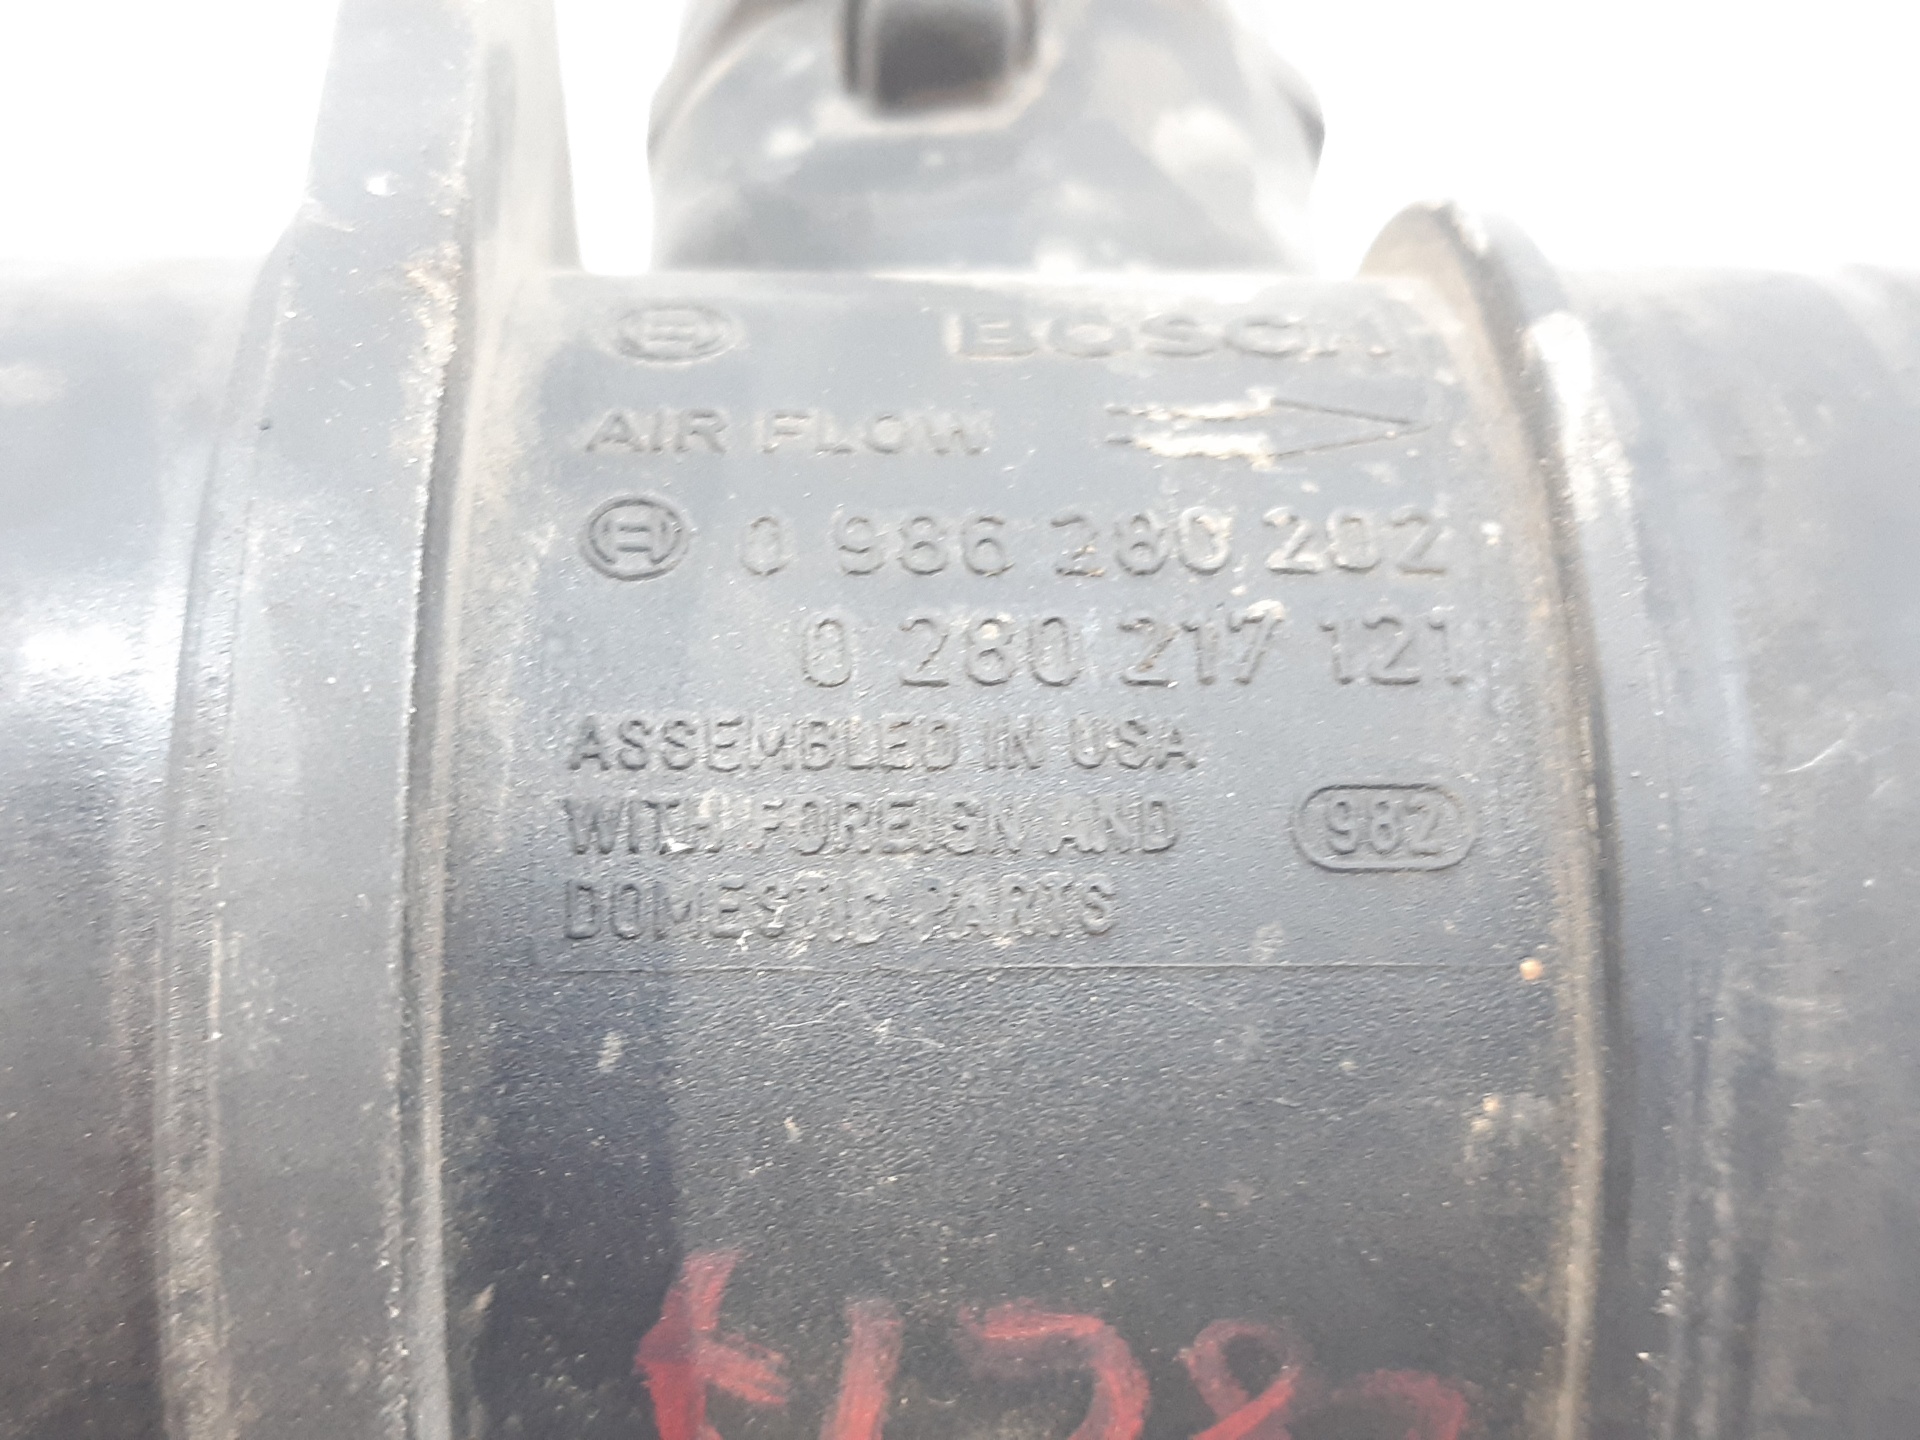 BOSCH
AIR FLOW
0 986 280 202
0 280 217 121
ASSEMBLED IN USA
WITH FOREIGN AND 982
DOMESTIC PARTS